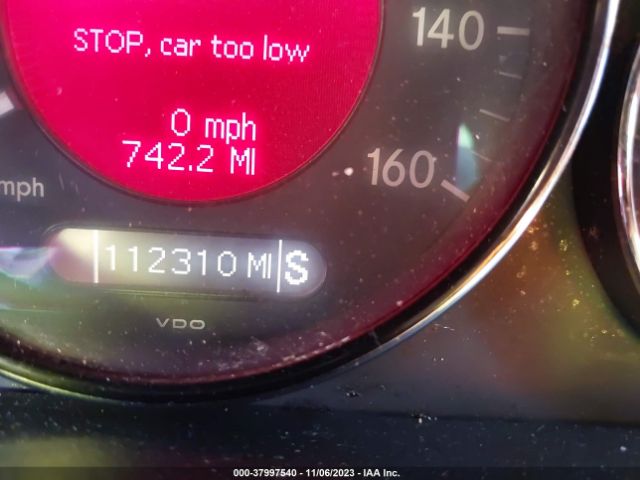 STOP, car too low
0 mph
742.2 MI
140
160
mph
112310 MI S
VDO
000-37997540 - 11/06/2023 - IAA Inc.